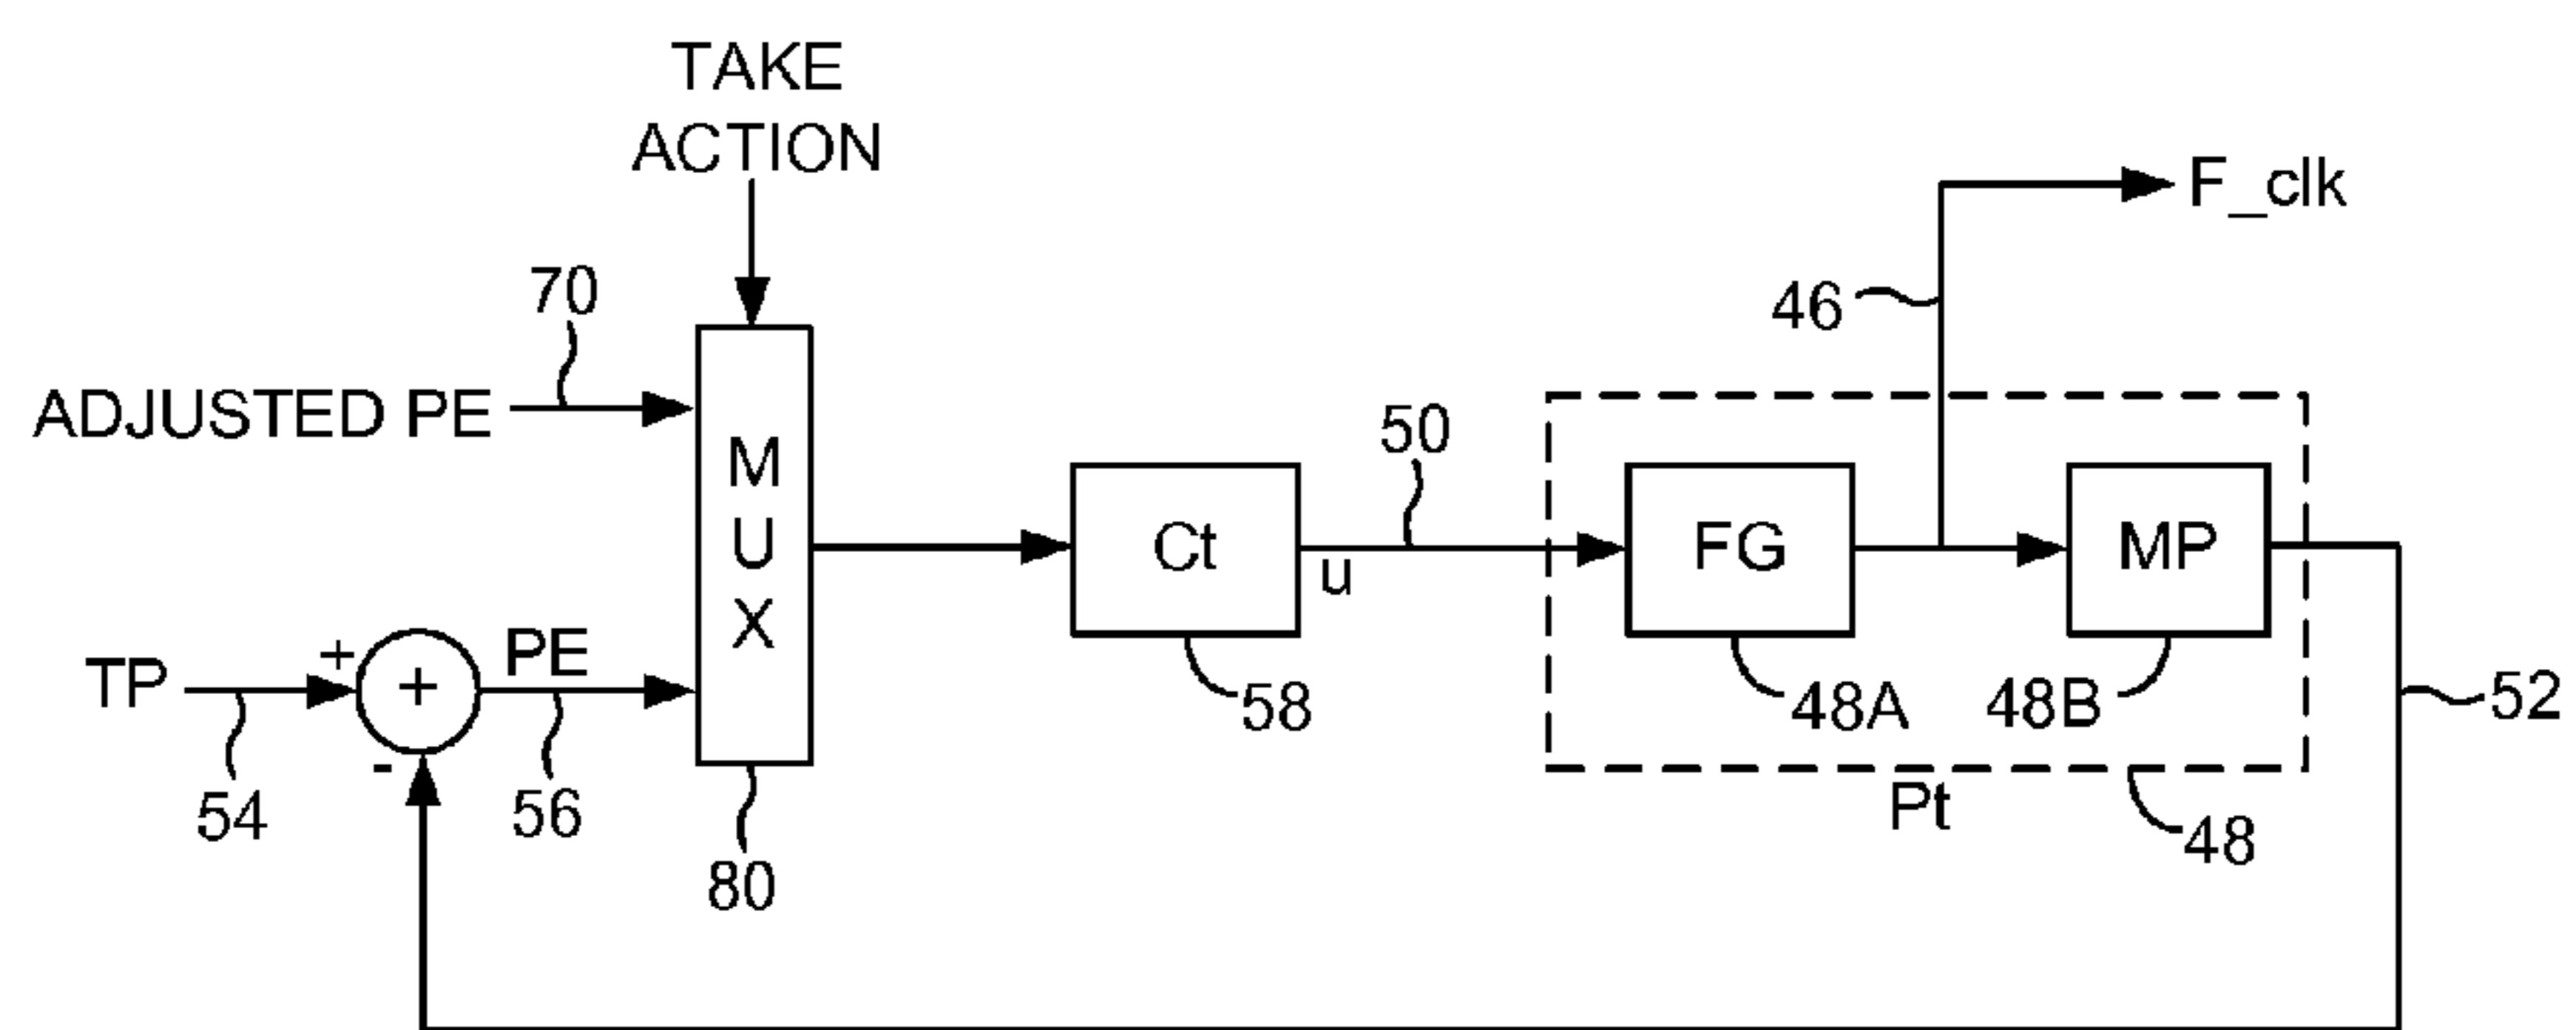 TAKE
ACTION
F_clk
70
46
ADJUSTED PE
50
M
U
X
Ct
FG
MP
u
TP
+
+
PE
-
54
56
58
48A
48B
52
80
Pt
48